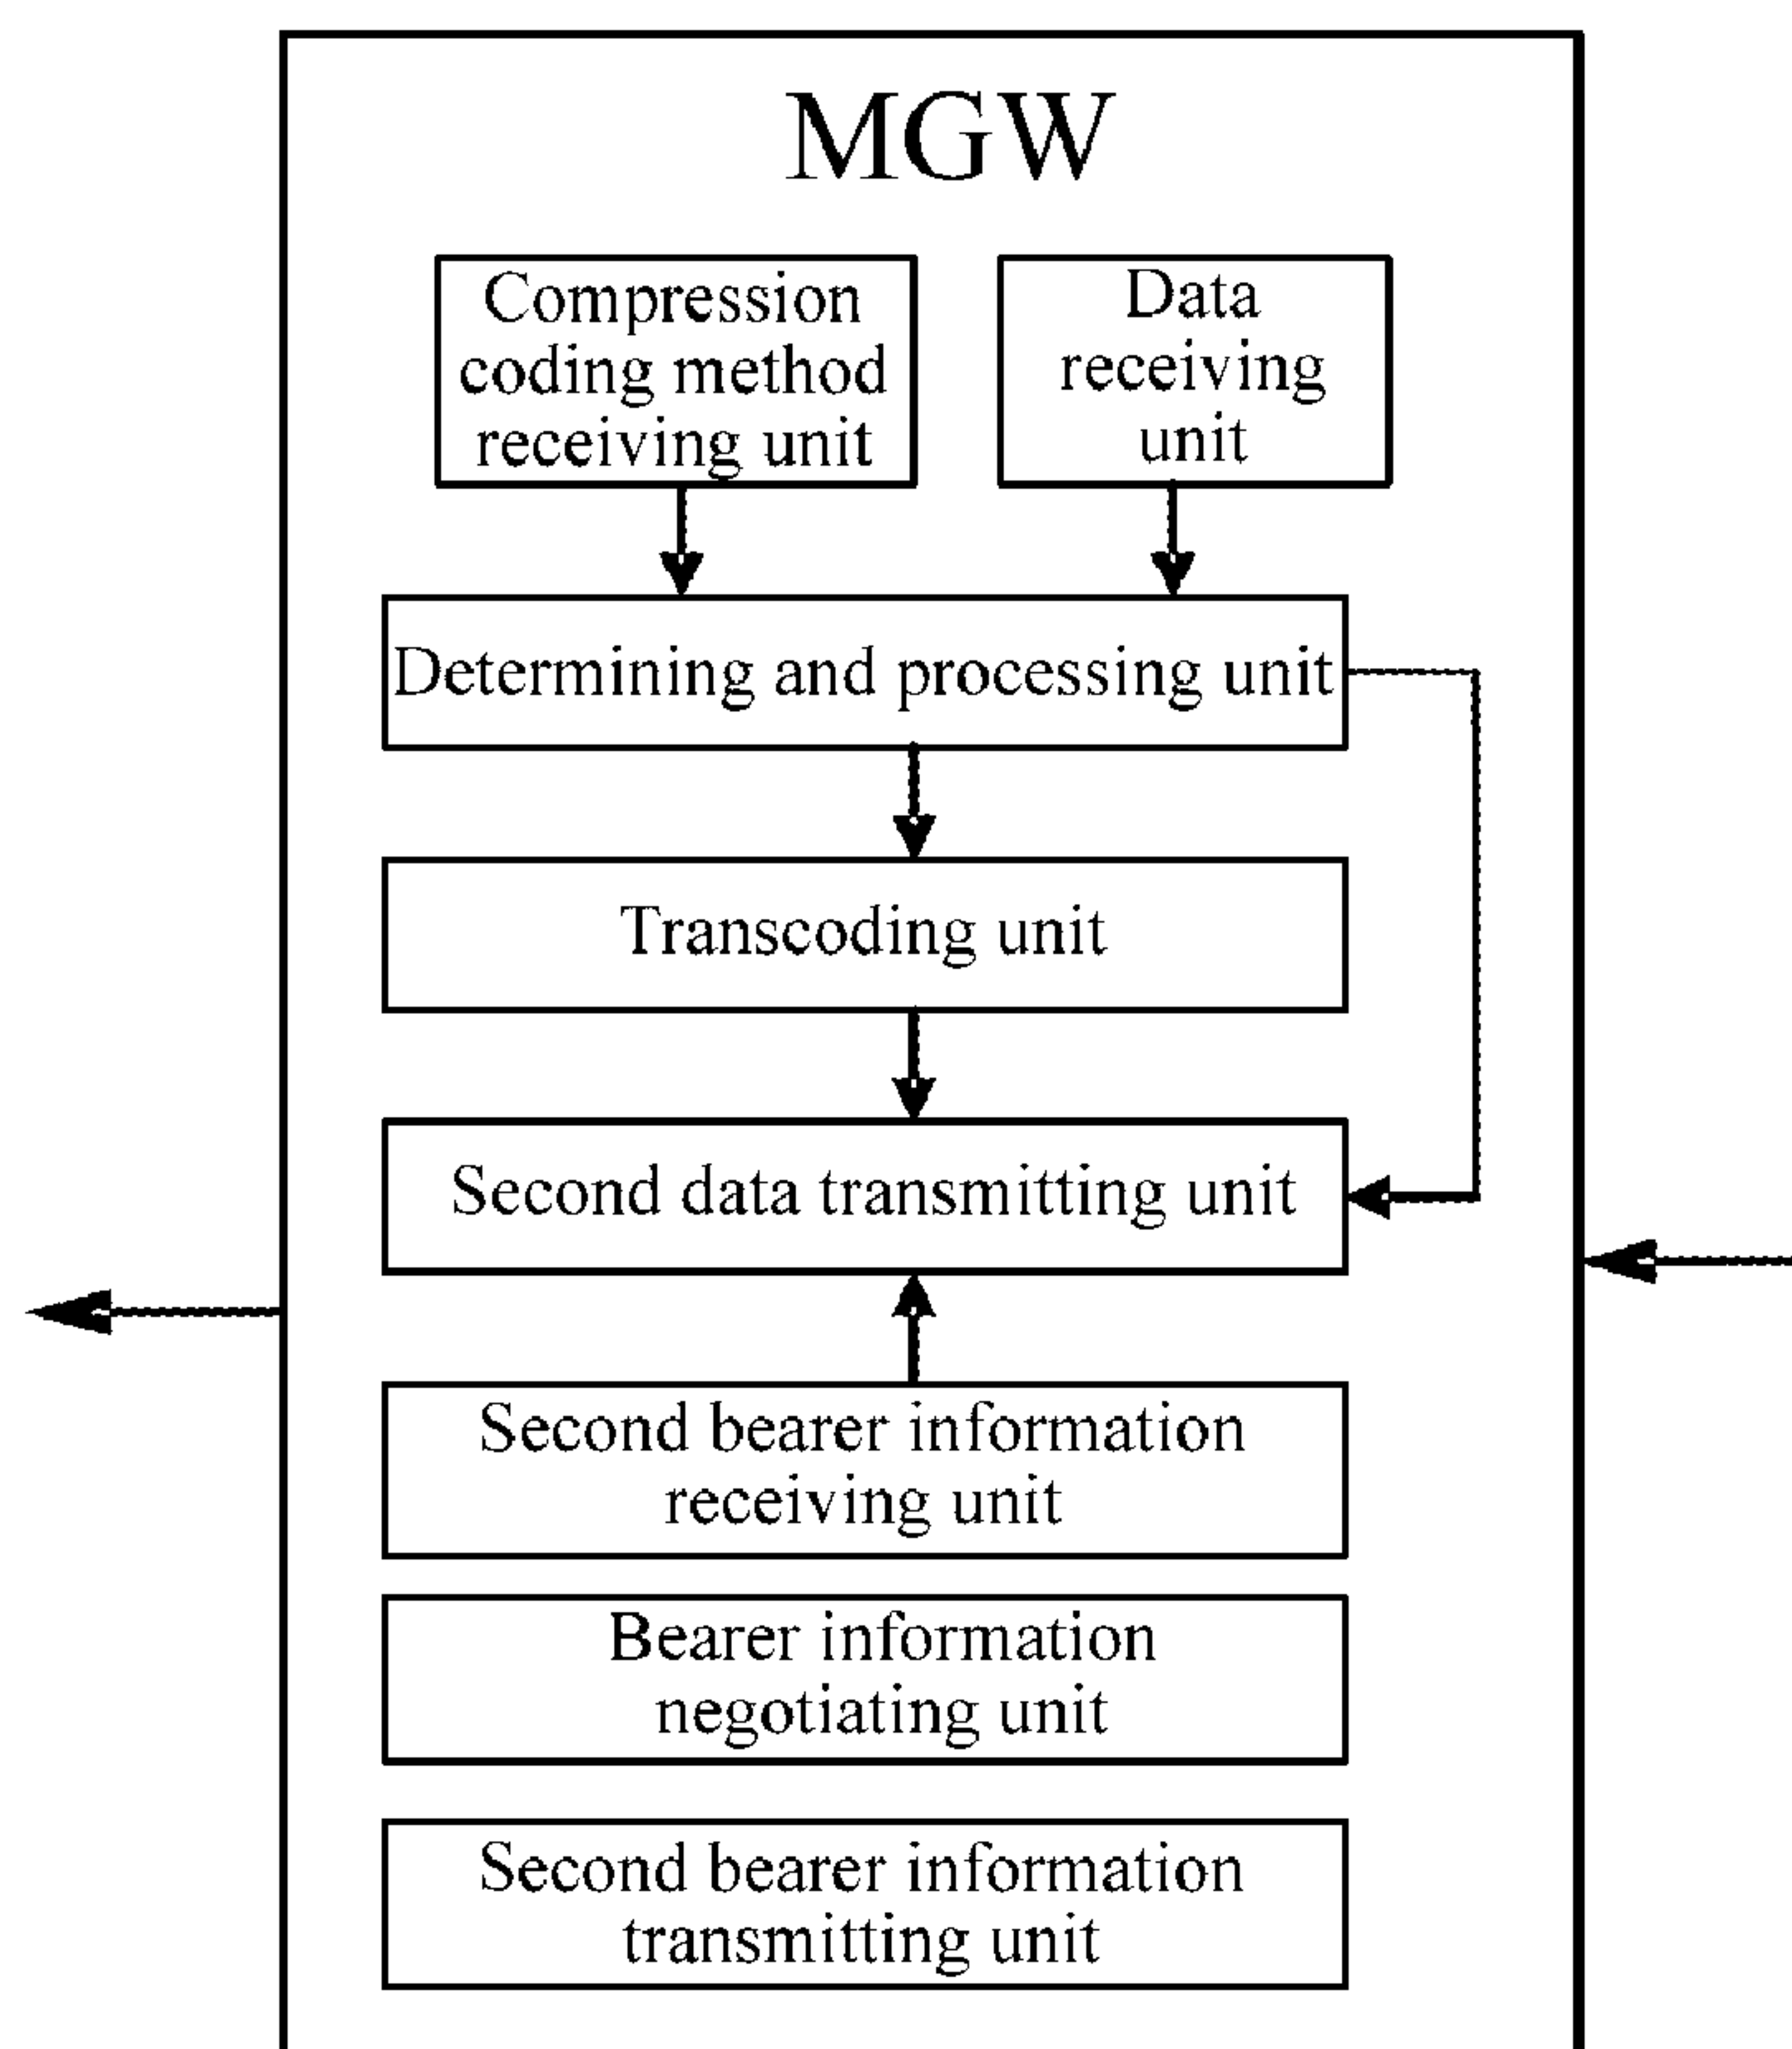 MGW
Compression
coding method
receiving unit
Data
receiving
unit
Determining and processing unit
Transcoding unit
Second data transmitting unit
Second bearer information
receiving unit
Bearer information
negotiating unit
Second bearer information
transmitting unit